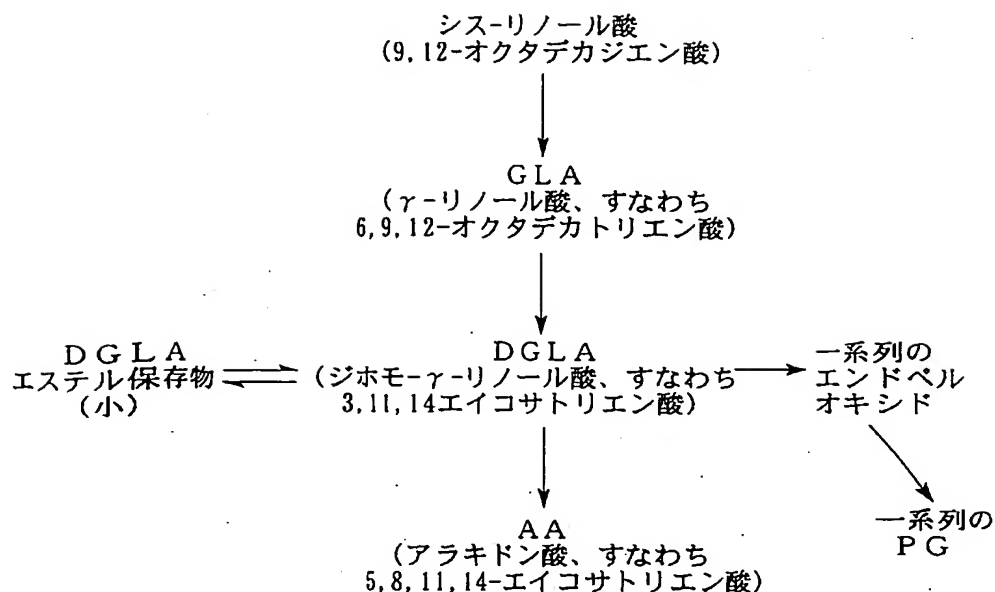 シス-リノール酸
(9,12-オクタデカジエン酸)
GLA
(γ-リノール酸、すなわち
6,9,12-オクタデカトリエン酸)
DGLA
エステル保存物
(小)
DGLA
(ジホモ-γ-リノール酸、すなわち
3,11,14エイコサトリエン酸)
一系列の
エンドペル
オキシド
一系列の
PG
AA
(アラキドン酸、すなわち
5,8,11,14-エイコサトリエン酸)